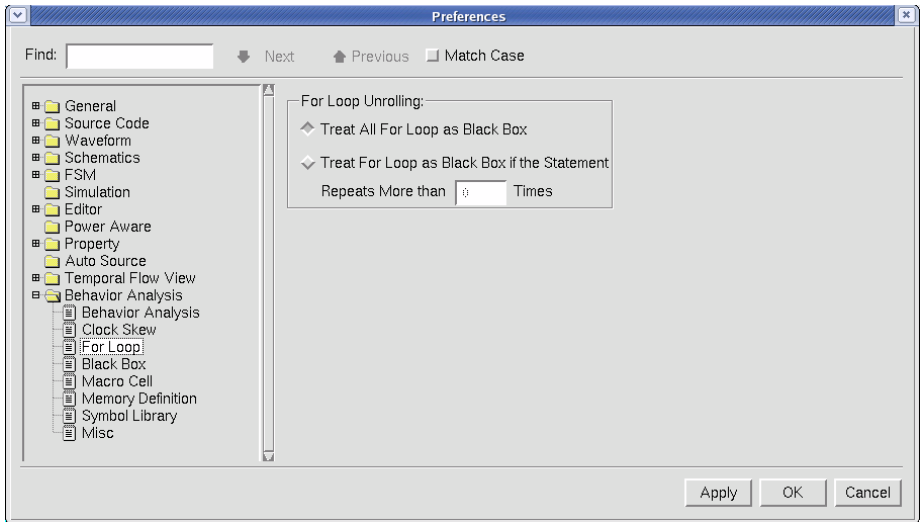 Preferences
Find:
Next
Previous
Match Case
General
Source Code
Waveform
Schematics
FSM
Simulation
Editor
Power Aware
Property
Auto Source
Temporal Flow View
Behavior Analysis
Behavior Analysis
Clock Skew
For Loop
Black Box
Macro Cell
Memory Definition
Symbol Library
Misc
For Loop Unrolling:
Treat All For Loop as Black Box
Treat For Loop as Black Box if the Statement
Repeats More than 0 Times
Apply
OK
Cancel